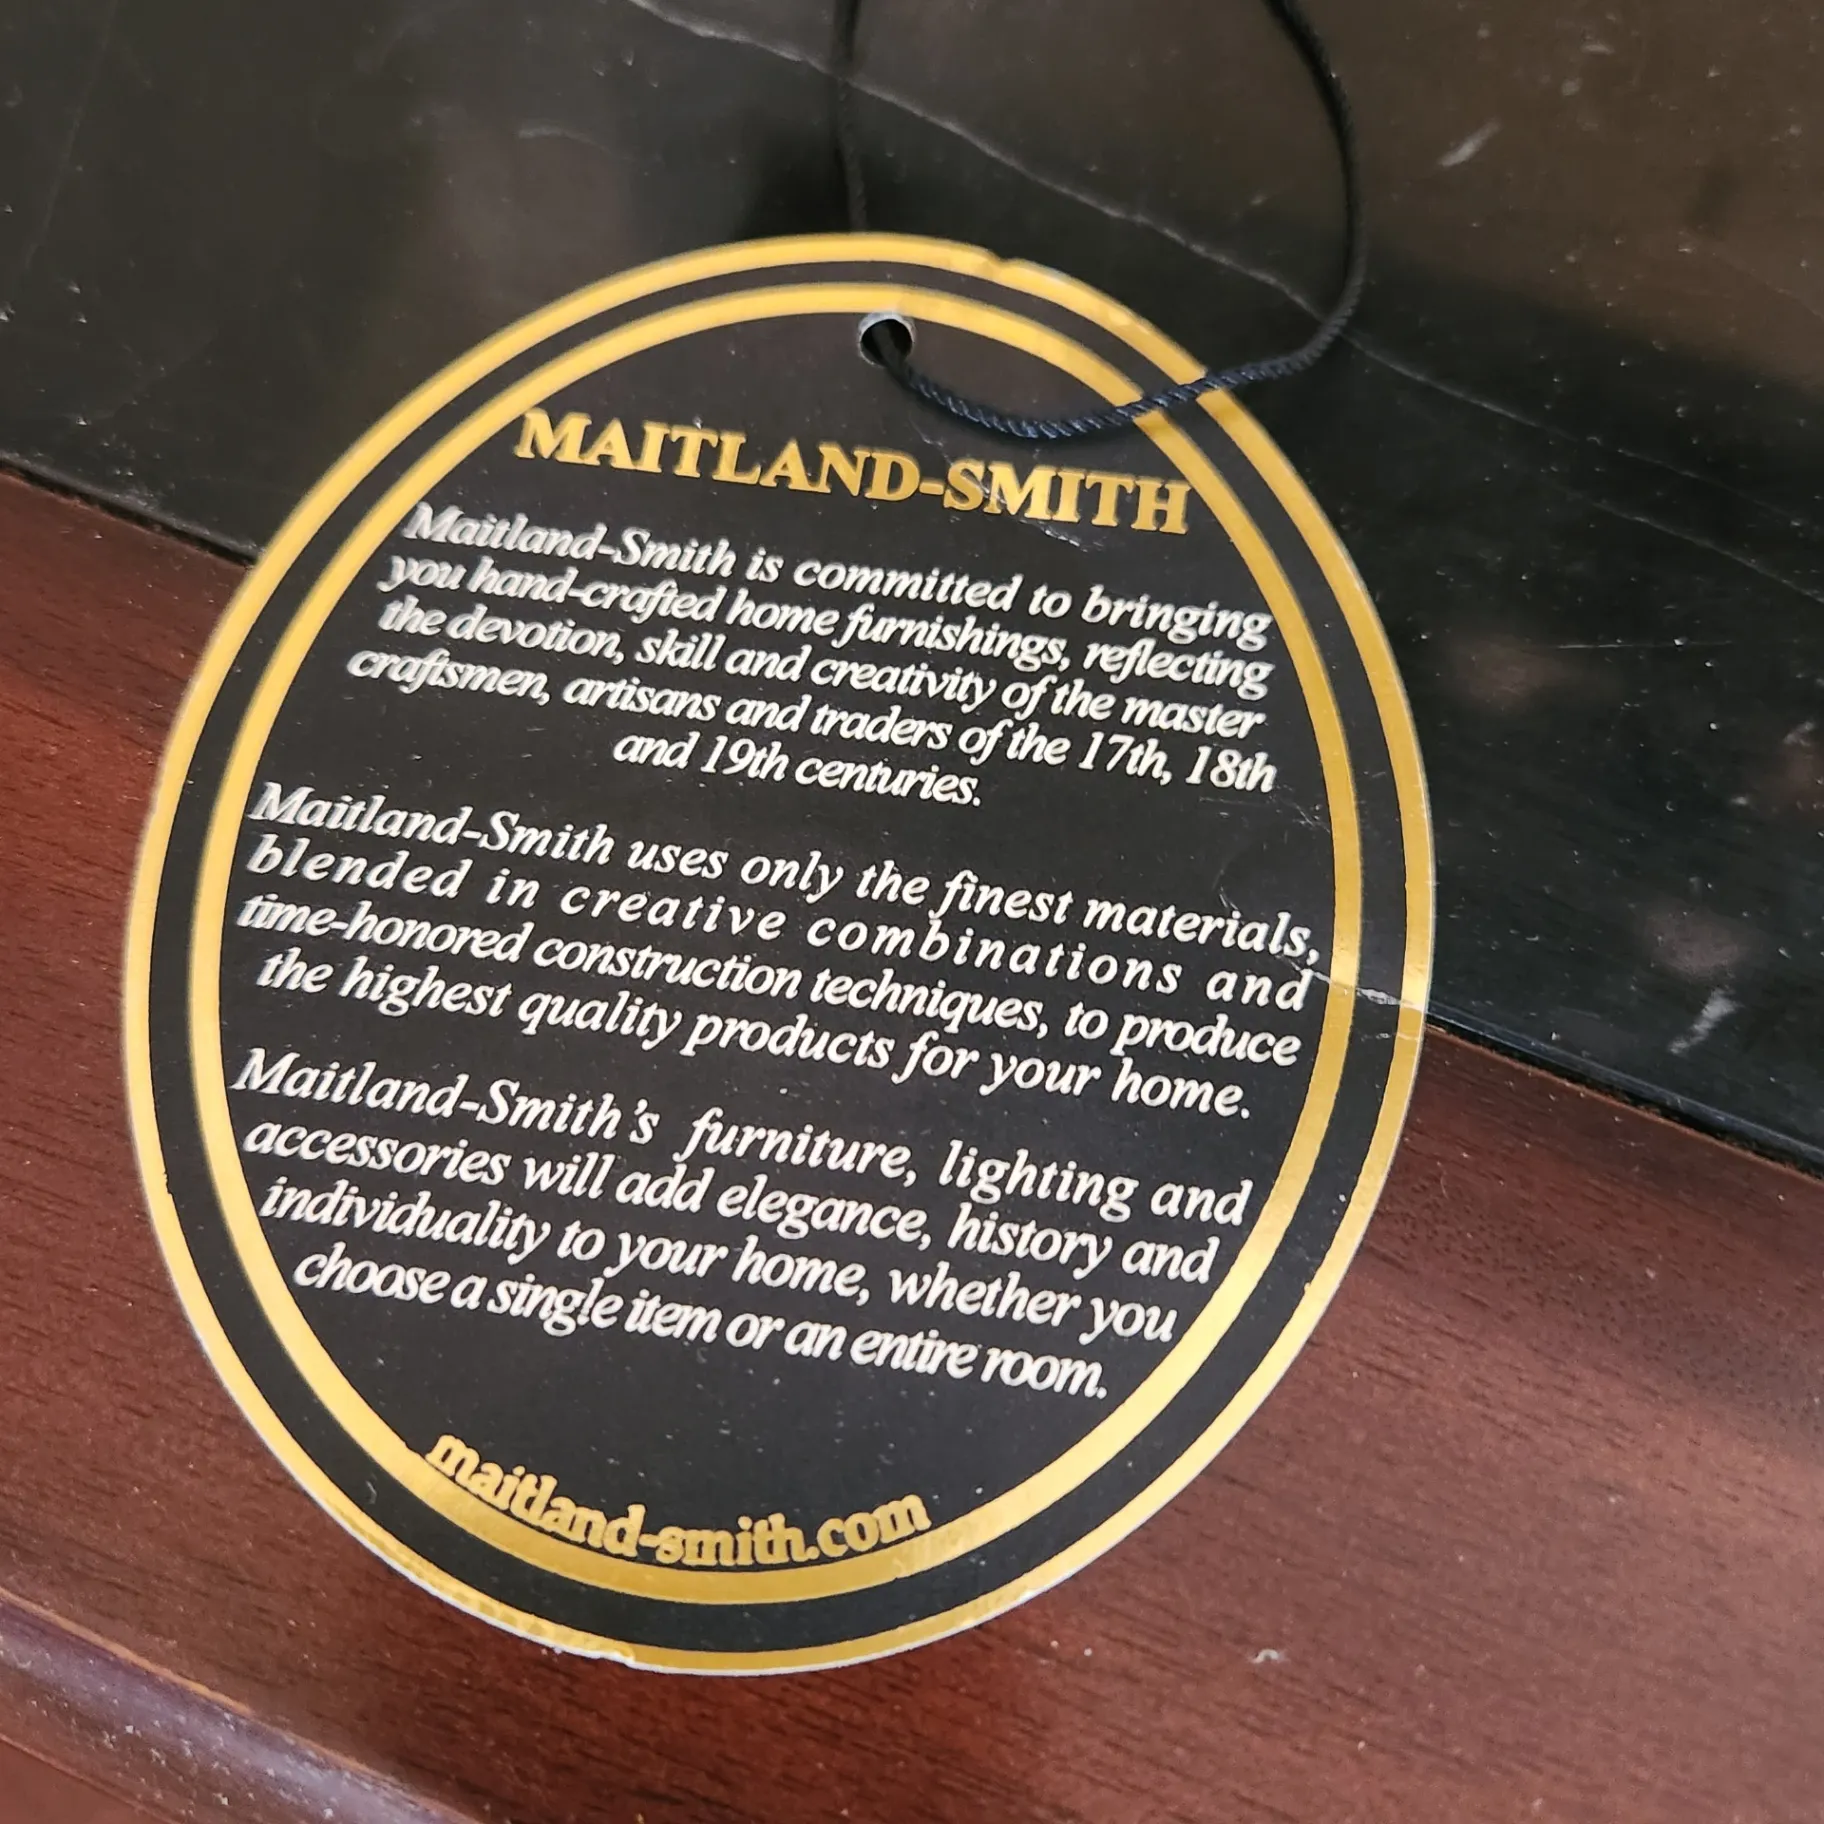 MAITLAND-SMITH
Maitland-Smith is committed to bringing
you hand-crafted home furnishings, reflecting
the devotion, skill and creativity of the master
craftsmen, artisans and traders of the 17th, 18th
and 19th centuries.
Maitland-Smith uses only the finest materials,
blended in creative combinations and
time-honored construction techniques, to produce
the highest quality products for your home.
Maitland-Smith's furniture, lighting and
accessories will add elegance, history and
individuality to your home, whether you
choose a single item or an entire room.
maitland-smith.com